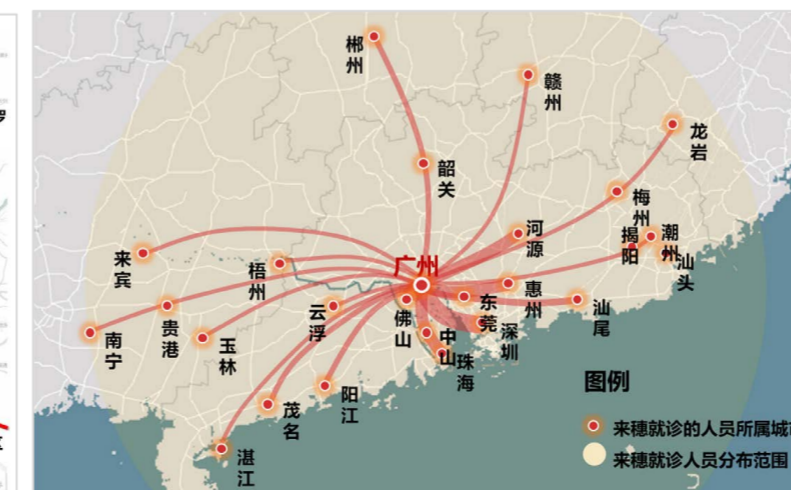 郴州
赣州
龙岩
韶关
梅州
河源
揭阳
潮州
汕头
来宾
梧州
广州
惠州
东莞
汕尾
南宁
贵港
玉林
云浮
佛山
中山
深圳
珠海
阳江
茂名
湛江
图例
来穗就诊的人员所属城市
来穗就诊人员分布范围